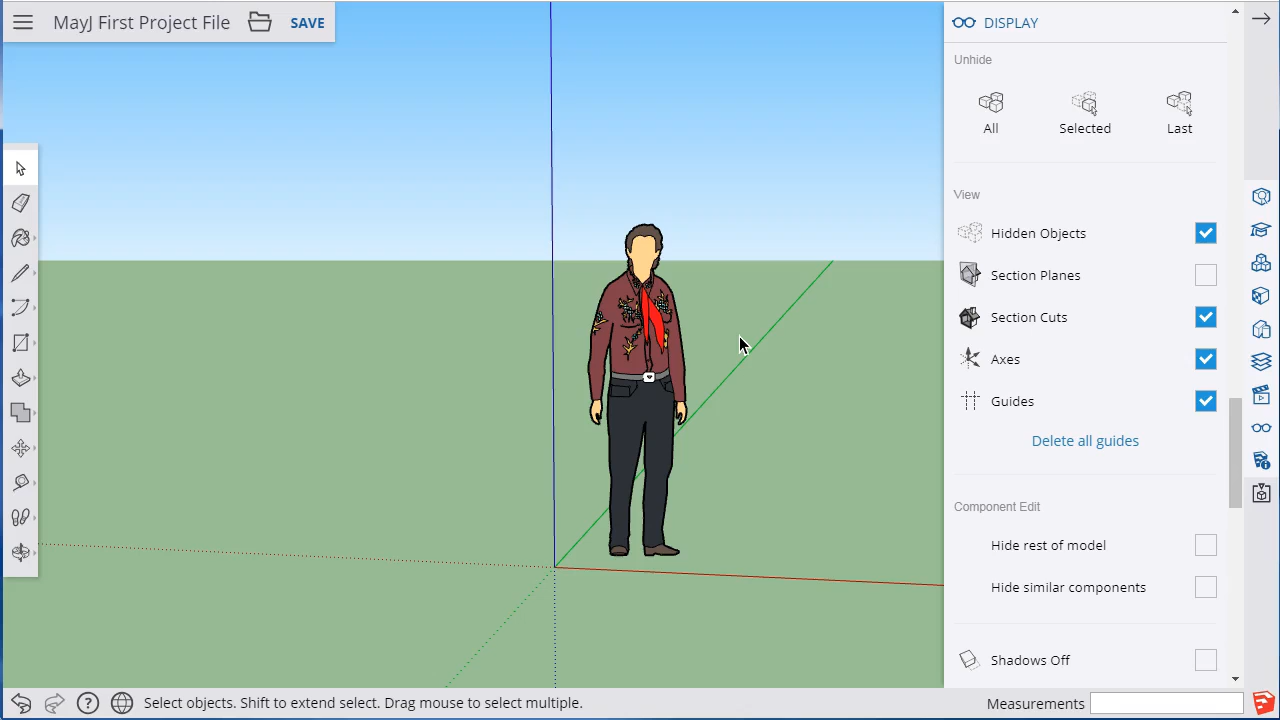 MayJ First Project File SAVE
DISPLAY
Unhide
All Selected Last
View
Hidden Objects
Section Planes
Section Cuts
Axes
Guides
Delete all guides
Component Edit
Hide rest of model
Hide similar components
Shadows Off
Select objects. Shift to extend select. Drag mouse to select multiple. Measurements